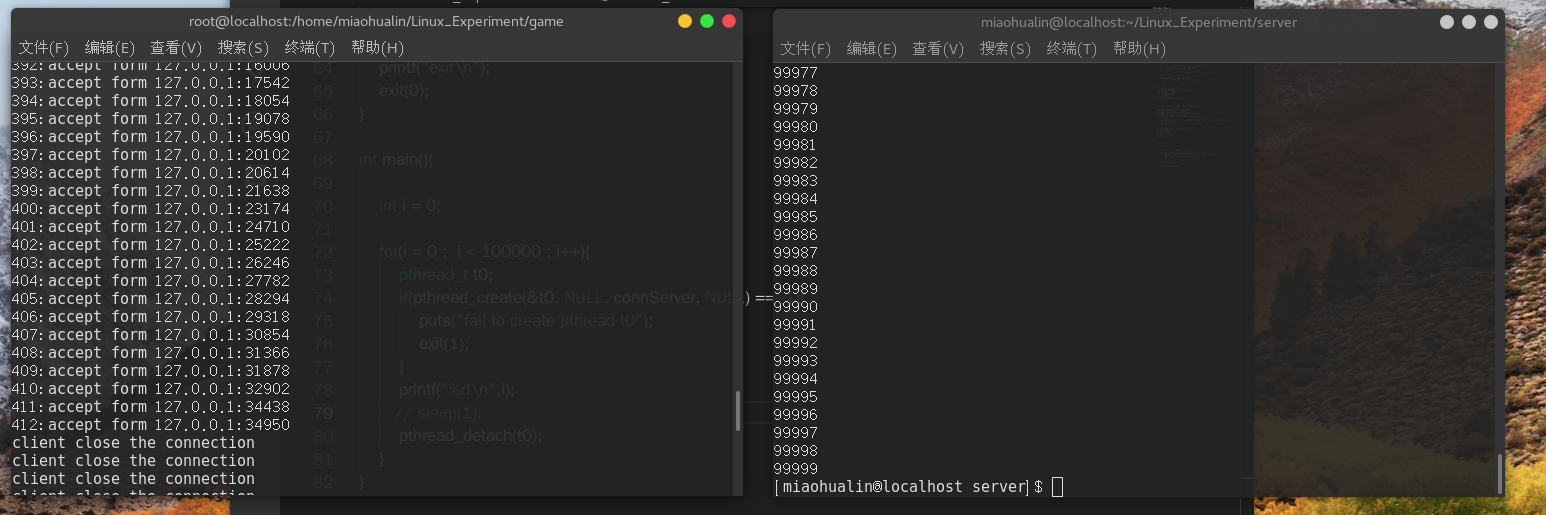 root@localhost:/home/miaohualin/Linux_Experiment/game
文件(F) 编辑(E) 查看(V) 搜索(S) 终端(T) 帮助(H)
392:accept form 127.0.0.1:16006
393:accept form 127.0.0.1:17542
394:accept form 127.0.0.1:18054
395:accept form 127.0.0.1:19078
396:accept form 127.0.0.1:19590
397:accept form 127.0.0.1:20102
398:accept form 127.0.0.1:20614
399:accept form 127.0.0.1:21638
400:accept form 127.0.0.1:23174
401:accept form 127.0.0.1:24710
402:accept form 127.0.0.1:25222
403:accept form 127.0.0.1:26246
404:accept form 127.0.0.1:27782
405:accept form 127.0.0.1:28294
406:accept form 127.0.0.1:29318
407:accept form 127.0.0.1:30854
408:accept form 127.0.0.1:31366
409:accept form 127.0.0.1:31878
410:accept form 127.0.0.1:32902
411:accept form 127.0.0.1:34438
412:accept form 127.0.0.1:34950
client close the connection
client close the connection
client close the connection
client close the connection
64 printf("exit\n");
65 exit(0);
66 }
67
68 int main(){
69
70 int i = 0;
71
72 for(i = 0 ; i < 100000 ; i++){
73 pthread_t t0;
74 if(pthread_create(&t0, NULL, connServer, NULL) ==
75 puts("fail to create pthread t0");
76 exit(1);
77 }
78 printf("%d\n",i);
79 // sleep(1);
80 pthread_detach(t0);
81 }
82 }
miaohualin@localhost:~/Linux_Experiment/server
文件(F) 编辑(E) 查看(V) 搜索(S) 终端(T) 帮助(H)
99977
99978
99979
99980
99981
99982
99983
99984
99985
99986
99987
99988
99989
99990
99991
99992
99993
99994
99995
99996
99997
99998
99999
[miaohualin@localhost server]$